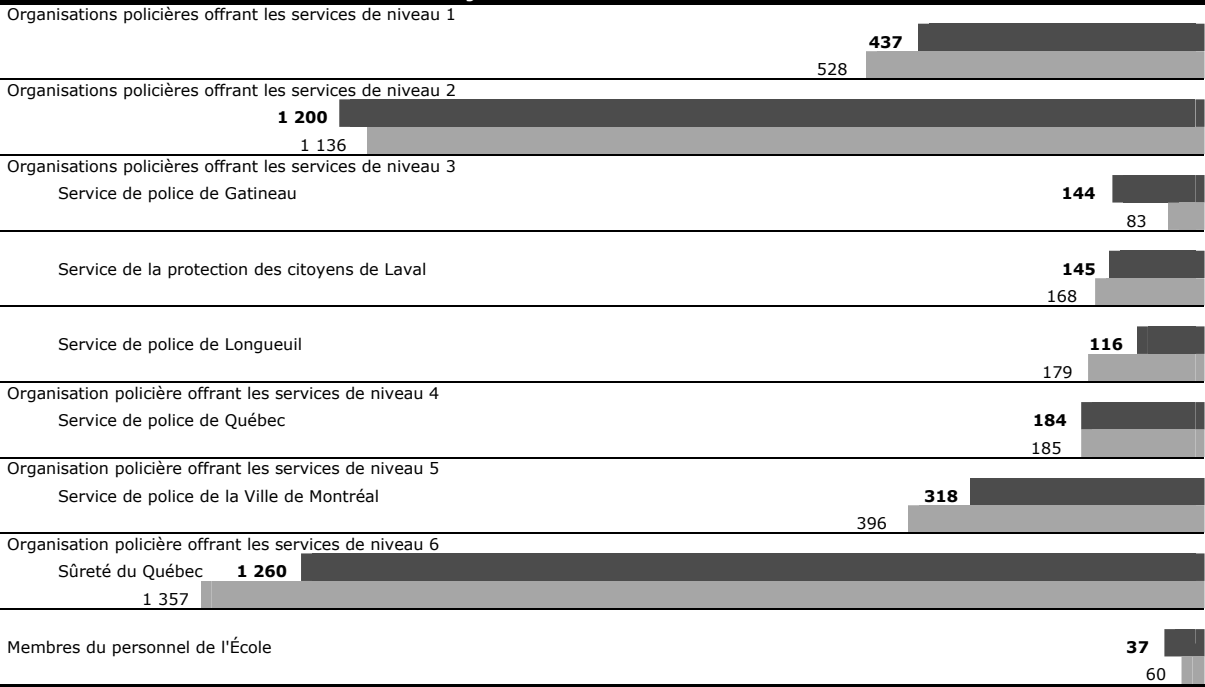 Organisations policières offrant les services de niveau 1
437
528
Organisations policières offrant les services de niveau 2
1 200
1 136
Organisations policières offrant les services de niveau 3
Service de police de Gatineau 144
83
Service de la protection des citoyens de Laval 145
168
Service de police de Longueuil 116
179
Organisation policière offrant les services de niveau 4
Service de police de Québec 184
185
Organisation policière offrant les services de niveau 5
Service de police de la Ville de Montréal 318
396
Organisation policière offrant les services de niveau 6
Sûreté du Québec 1 260
1 357
Membres du personnel de l'École 37
60